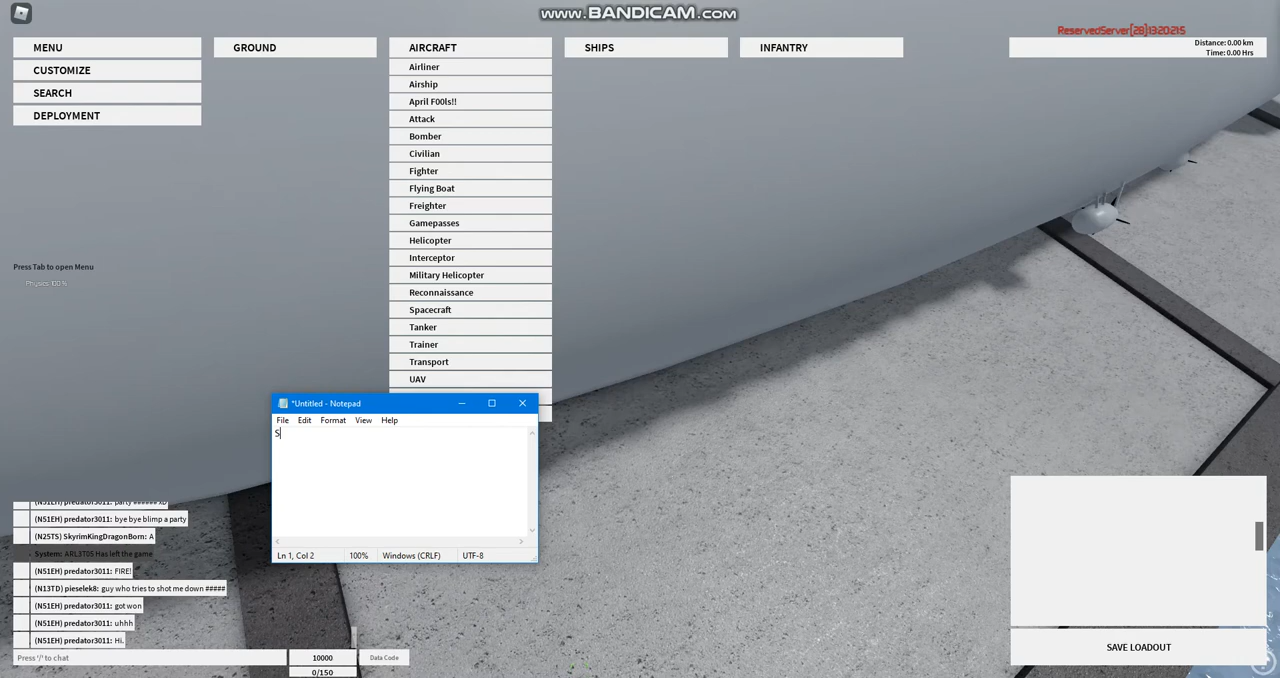 www.BANDICAM.com
ReservedServer[28]1320215
MENU
CUSTOMIZE
SEARCH
DEPLOYMENT
GROUND
AIRCRAFT
Airliner
Airship
April F00ls!!
Attack
Bomber
Civilian
Fighter
Flying Boat
Freighter
Gamepasses
Helicopter
Interceptor
Military Helicopter
Reconnaissance
Spacecraft
Tanker
Trainer
Transport
UAV
SHIPS
INFANTRY
Distance: 0.00 km
Time: 0.00 Hrs
Press Tab to open Menu
Physics: 100 %
*Untitled - Notepad
File Edit Format View Help
S
Ln 1, Col 2 100% Windows (CRLF) UTF-8
(N51EH) predator3011: party ######
(N51EH) predator3011: bye bye blimp a party
(N25TS) SkyrimKingDragonBorn: A
System: ARL3T05 Has left the game
(N51EH) predator3011: FIRE!
(N13TD) pieselek8: guy who tries to shot me down #####
(N51EH) predator3011: got won
(N51EH) predator3011: uhhh
(N51EH) predator3011: Hi.
Press '/' to chat
10000
Data Code
0/150
SAVE LOADOUT